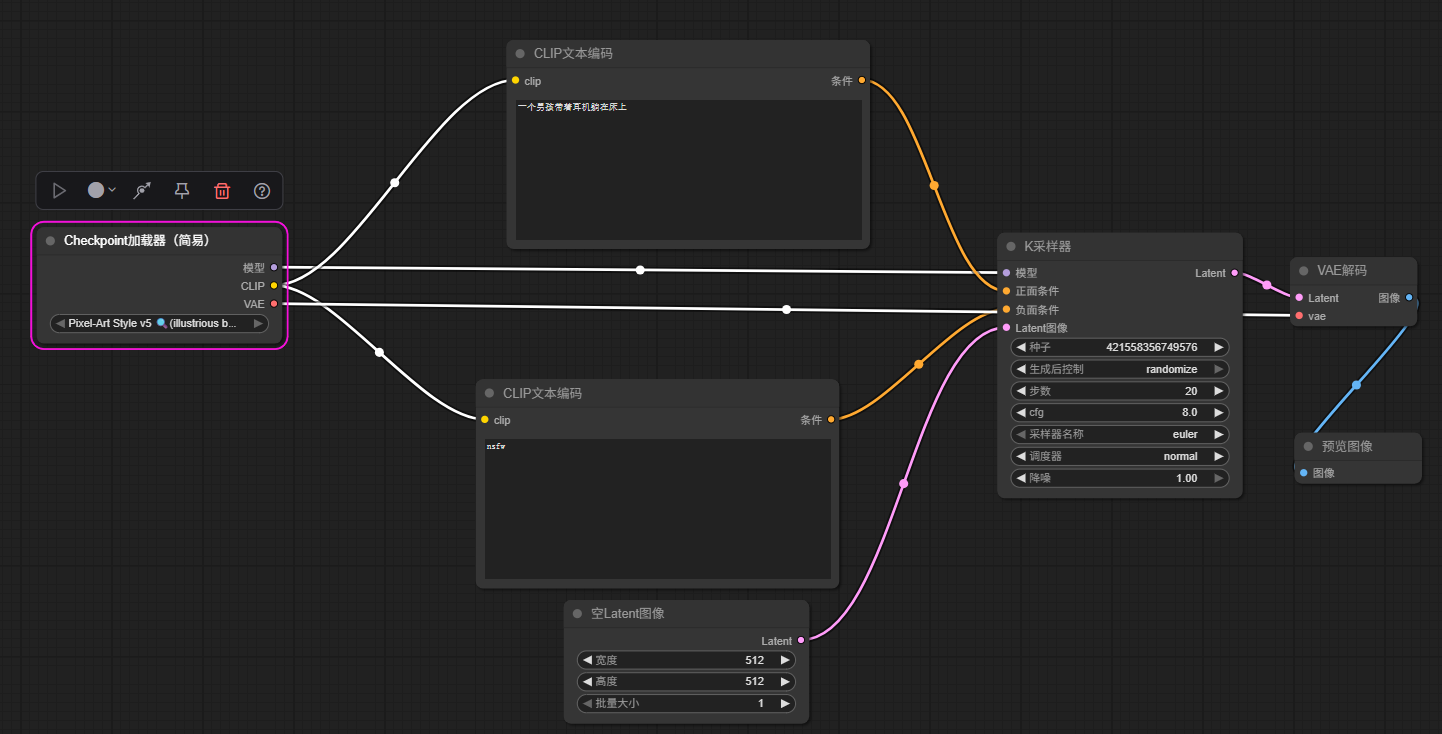 CLIP文本编码
clip
条件
一个男孩带着耳机躺在床上
Checkpoint加载器（简易）
模型
CLIP
VAE
Pixel-Art Style v5 🔍 (illustrious b...
CLIP文本编码
clip
条件
nsfw
空Latent图像
Latent
宽度 512
高度 512
批量大小 1
K采样器
模型 Latent
正面条件
负面条件
Latent图像
种子 421558356749576
生成后控制 randomize
步数 20
cfg 8.0
采样器名称 euler
调度器 normal
降噪 1.00
VAE解码
Latent 图像
vae
预览图像
图像